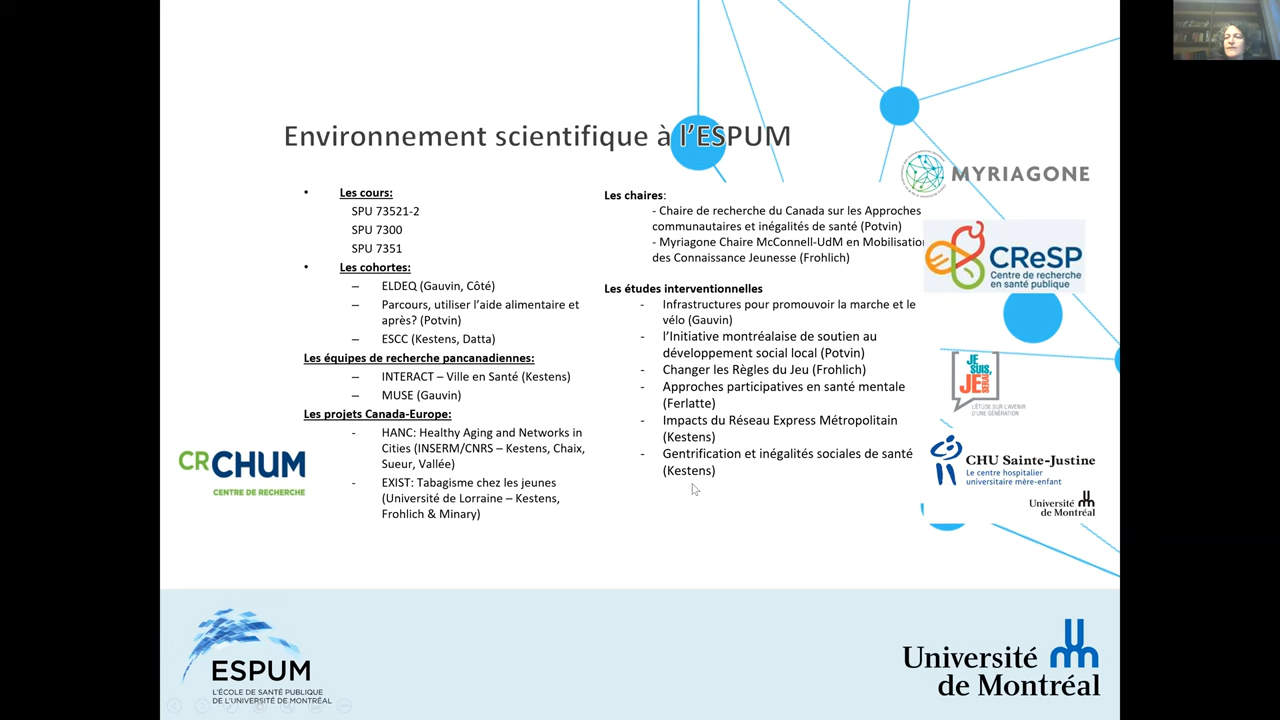 Environnement scientifique à l'ESPUM
• Les cours:
SPU 73521-2
SPU 7300
SPU 7351
• Les cohortes:
– ELDEQ (Gauvin, Côté)
– Parcours, utiliser l'aide alimentaire et
après? (Potvin)
– ESCC (Kestens, Datta)
Les équipes de recherche pancanadiennes:
– INTERACT – Ville en Santé (Kestens)
– MUSE (Gauvin)
Les projets Canada-Europe:
- HANC: Healthy Aging and Networks in
Cities (INSERM/CNRS – Kestens, Chaix,
Sueur, Vallée)
- EXIST: Tabagisme chez les jeunes
(Université de Lorraine – Kestens,
Frohlich & Minary)
Les chaires:
- Chaire de recherche du Canada sur les Approches
communautaires et inégalités de santé (Potvin)
- Myriagone Chaire McConnell-UdM en Mobilisation
des Connaissance Jeunesse (Frohlich)
Les études interventionnelles
- Infrastructures pour promouvoir la marche et le
vélo (Gauvin)
- l'Initiative montréalaise de soutien au
développement social local (Potvin)
- Changer les Règles du Jeu (Frohlich)
- Approches participatives en santé mentale
(Ferlatte)
- Impacts du Réseau Express Métropolitain
(Kestens)
- Gentrification et inégalités sociales de santé
(Kestens)
MYRIAGONE
CReSP
Centre de recherche
en santé publique
JE
SUIS,
JE
SERAI
L'ÉTUDE SUR L'AVENIR
D'UNE GÉNÉRATION
CHU Sainte-Justine
Le centre hospitalier
universitaire mère-enfant
Université
de Montréal
CRCHUM
CENTRE DE RECHERCHE
ESPUM
L'ÉCOLE DE SANTÉ PUBLIQUE
DE L'UNIVERSITÉ DE MONTRÉAL
Université
de Montréal